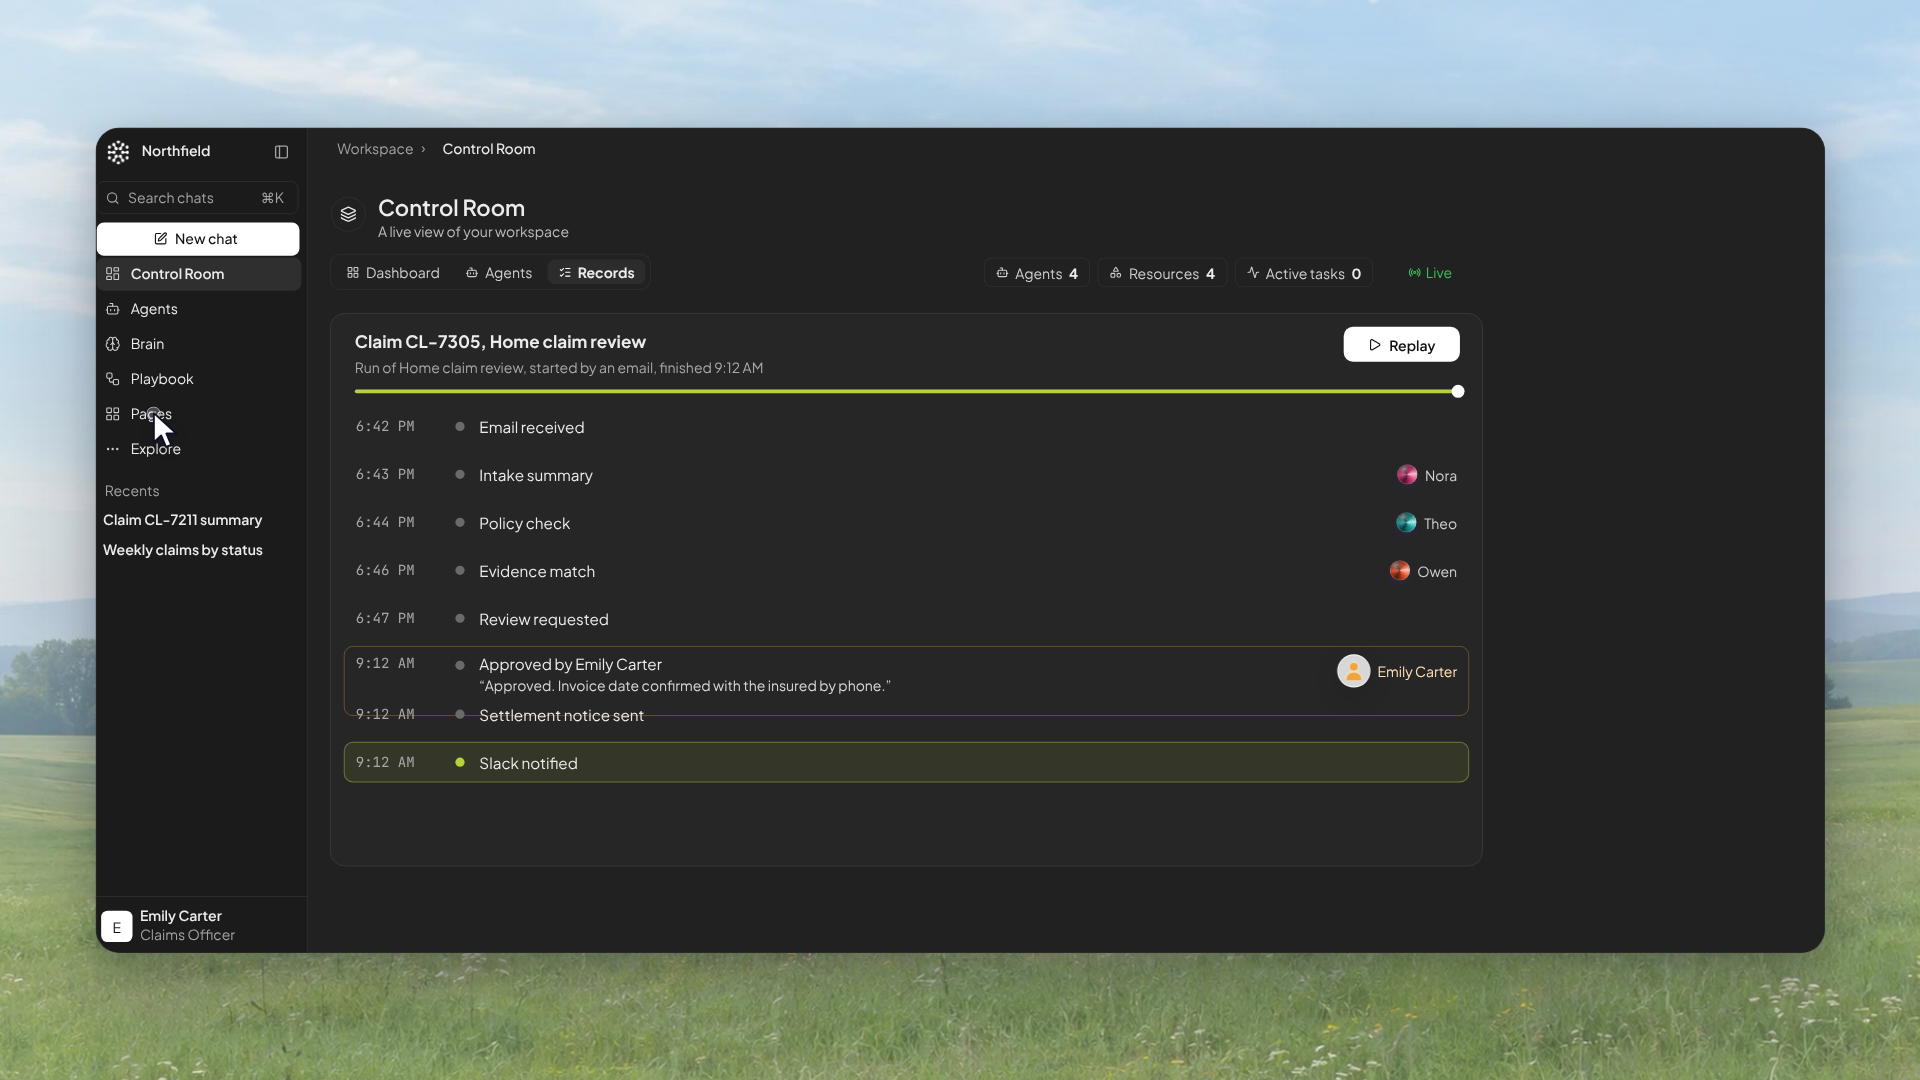 Northfield
Search chats ⌘K
New chat
Control Room
Agents
Brain
Playbook
Pages
Explore
Recents
Claim CL-7211 summary
Weekly claims by status
E
Emily Carter
Claims Officer
Workspace › Control Room
Control Room
A live view of your workspace
Dashboard Agents Records
Agents 4 Resources 4 Active tasks 0 Live
Claim CL-7305, Home claim review
Run of Home claim review, started by an email, finished 9:12 AM
Replay
6:42 PM Email received
6:43 PM Intake summary Nora
6:44 PM Policy check Theo
6:46 PM Evidence match Owen
6:47 PM Review requested
9:12 AM Approved by Emily Carter Emily Carter
“Approved. Invoice date confirmed with the insured by phone.”
9:12 AM Settlement notice sent
9:12 AM Slack notified